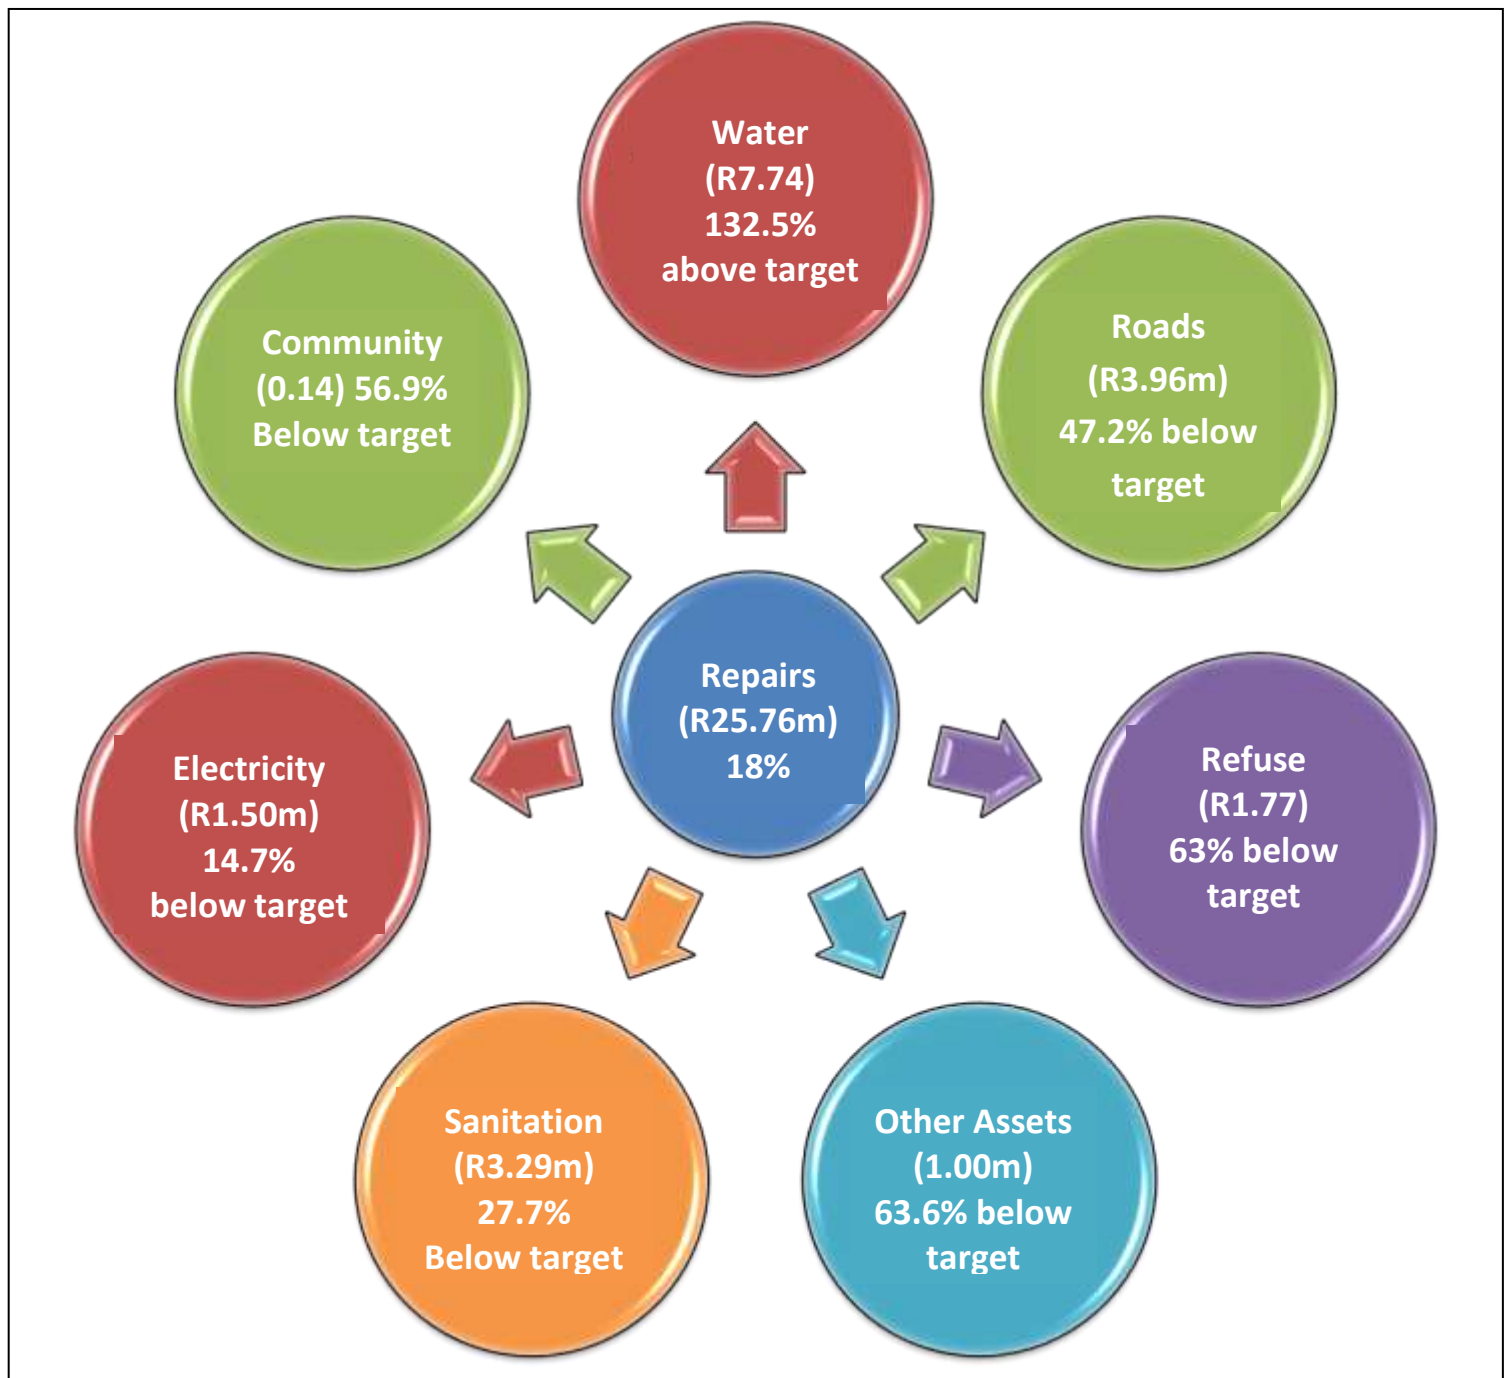 Water
(R7.74)
132.5%
above target
Roads
(R3.96m)
47.2% below
target
Refuse
(R1.77)
63% below
target
Other Assets
(1.00m)
63.6% below
target
Sanitation
(R3.29m)
27.7%
Below target
Electricity
(R1.50m)
14.7%
below target
Community
(0.14) 56.9%
Below target
Repairs
(R25.76m)
18%